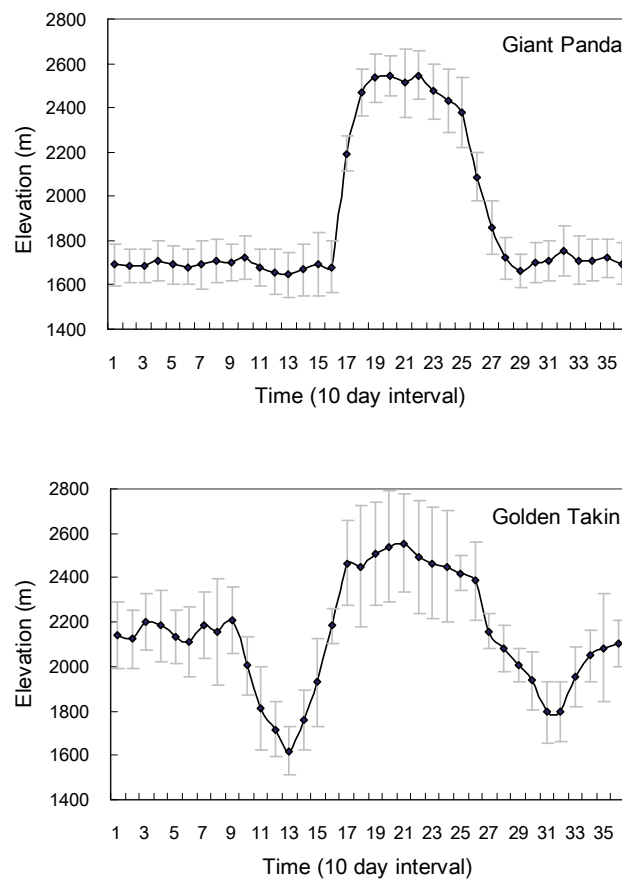 2800
Giant Panda
2600
2400
2200
2000
1800
1600
1400
Elevation (m)
1 3 5 7 9 11 13 15 17 19 21 23 25 27 29 31 33 35
Time (10 day interval)
2800
Golden Takin
2600
2400
2200
2000
1800
1600
1400
Elevation (m)
1 3 5 7 9 11 13 15 17 19 21 23 25 27 29 31 33 35
Time (10 day interval)